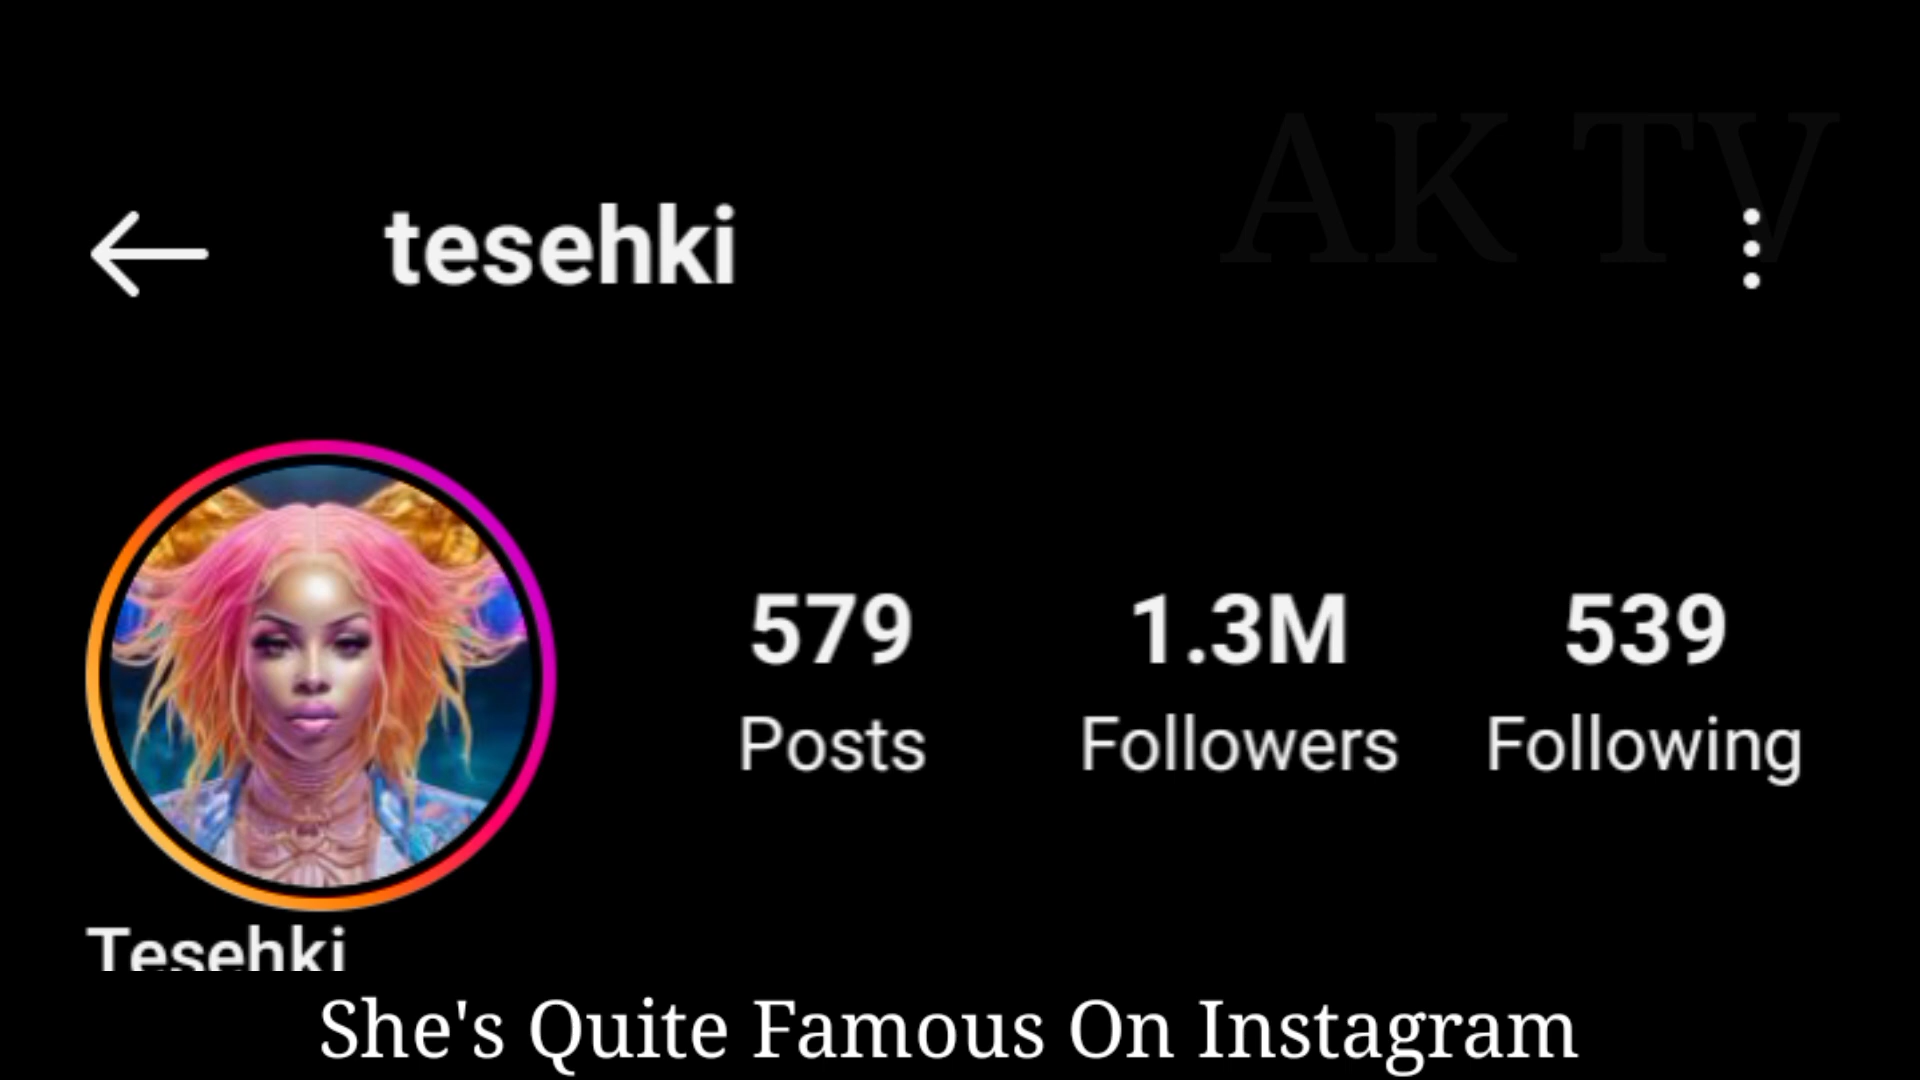 AK TV
tesehki
579 1.3M 539
Posts Followers Following
Tesehki
She's Quite Famous On Instagram